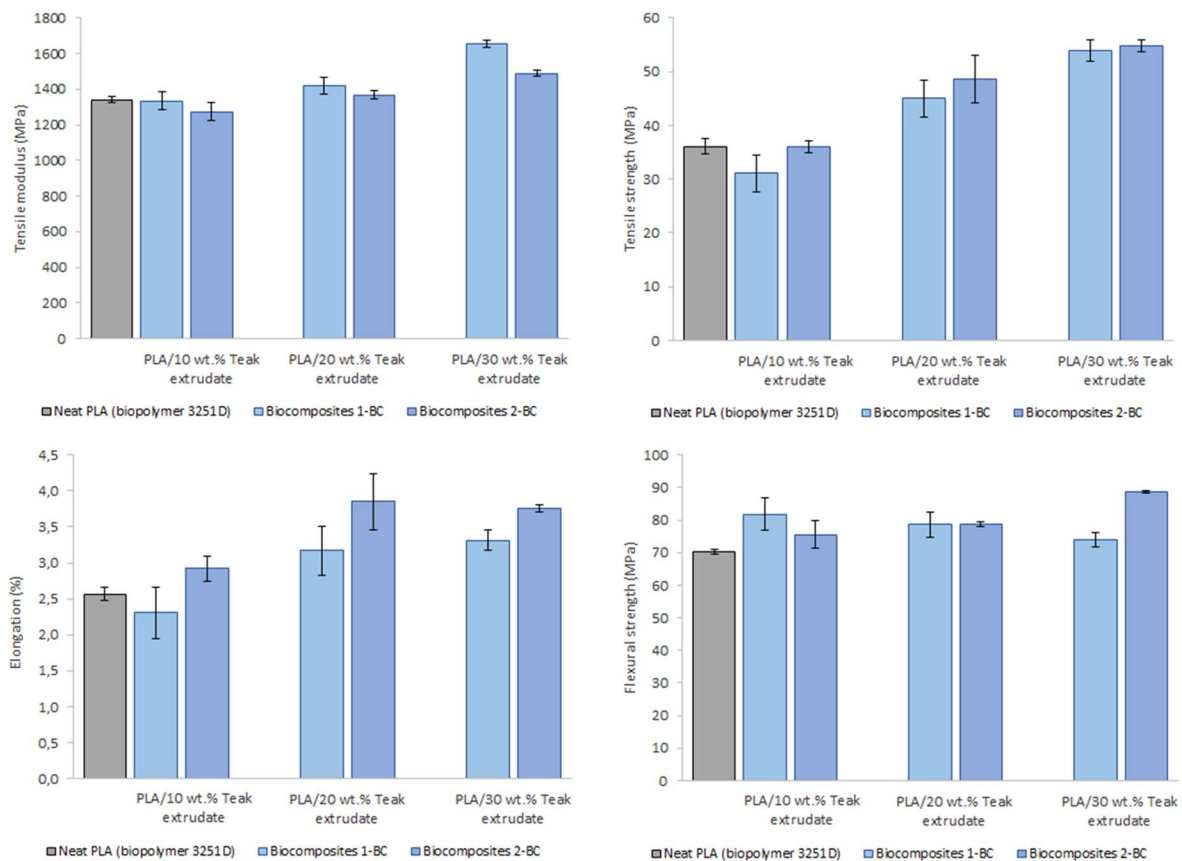 Tensile modulus (MPa)
1800
1600
1400
1200
1000
800
600
400
200
0
PLA/10 wt.% Teak
extrudate
PLA/20 wt.% Teak
extrudate
PLA/30 wt.% Teak
extrudate
Neat PLA (biopolymer 3251D)
Biocomposites 1-BC
Biocomposites 2-BC
Tensile strength (MPa)
60
50
40
30
20
10
0
PLA/10 wt.% Teak
extrudate
PLA/20 wt.% Teak
extrudate
PLA/30 wt.% Teak
extrudate
Neat PLA (biopolymer 3251D)
Biocomposites 1-BC
Biocomposites 2-BC
Elongation (%)
4,5
4,0
3,5
3,0
2,5
2,0
1,5
1,0
0,5
0,0
PLA/10 wt.% Teak
extrudate
PLA/20 wt.% Teak
extrudate
PLA/30 wt.% Teak
extrudate
Neat PLA (biopolymer 3251D)
Biocomposites 1-BC
Biocomposites 2-BC
Flexural strength (MPa)
100
90
80
70
60
50
40
30
20
10
0
PLA/10 wt.% Teak
extrudate
PLA/20 wt.% Teak
extrudate
PLA/30 wt.% Teak
extrudate
Neat PLA (biopolymer 3251D)
Biocomposites 1-BC
Biocomposites 2-BC